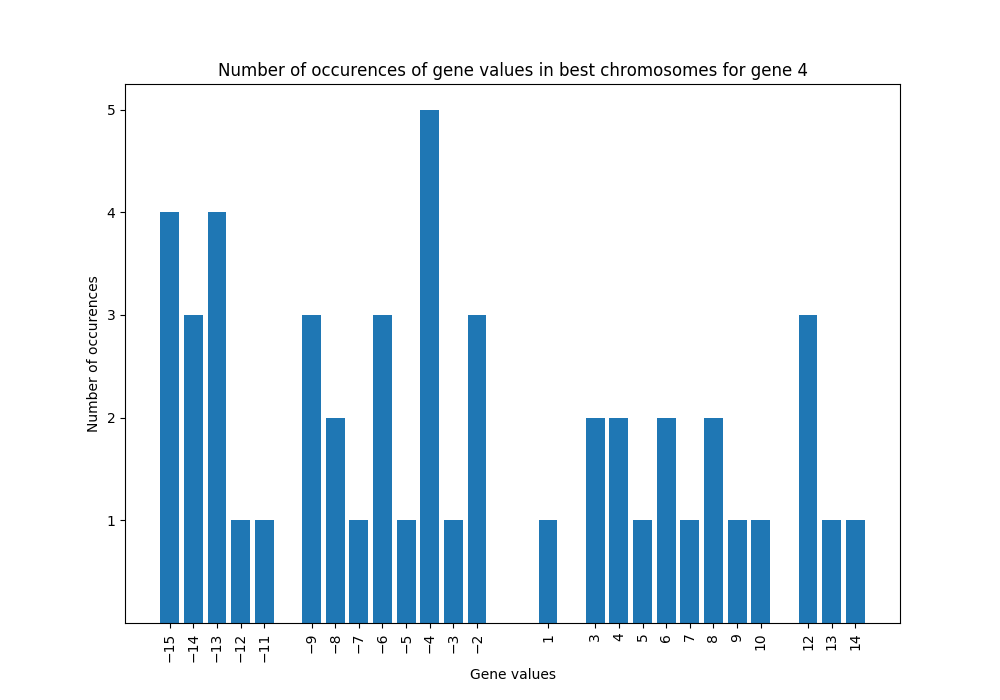 Number of occurences of gene values in best chromosomes for gene 4
5
4
3
2
1
Number of occurences
−15 −14 −13 −12 −11 −9 −8 −7 −6 −5 −4 −3 −2 1 3 4 5 6 7 8 9 10 12 13 14
Gene values